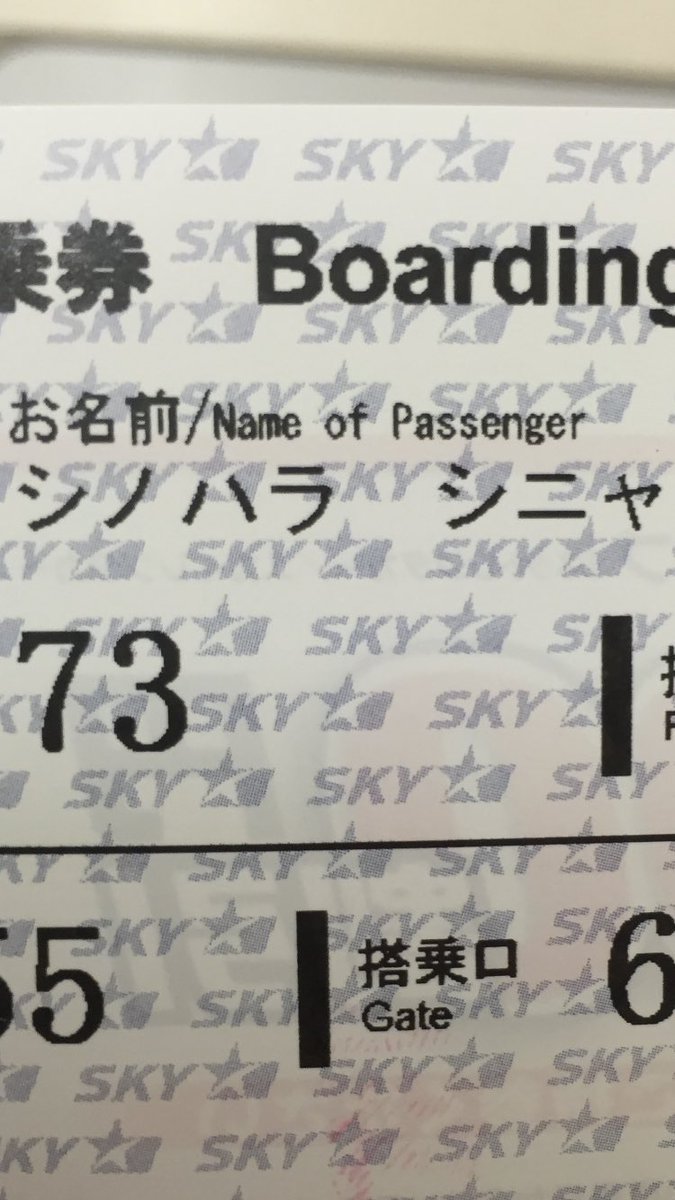 乗券 Boarding
お名前/Name of Passenger
シノハラ シニャ
73
55 搭乗口 6
Gate